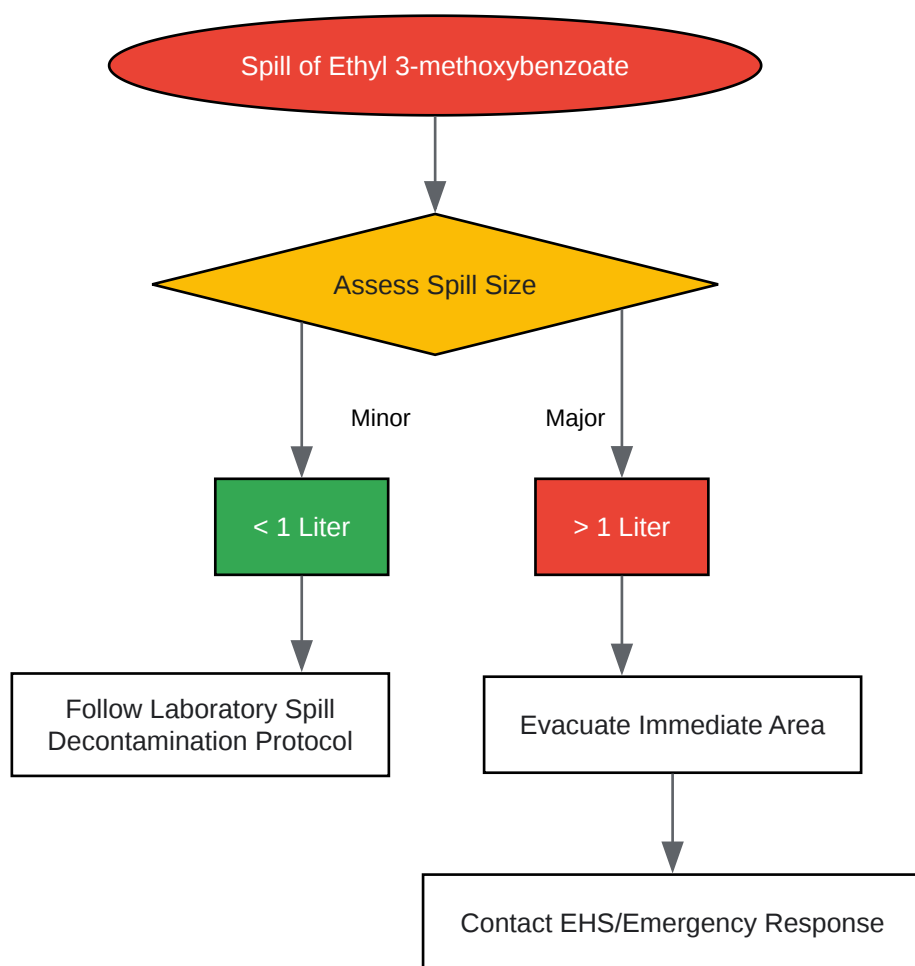 Spill of Ethyl 3-methoxybenzoate
Assess Spill Size
Minor
Major
< 1 Liter
> 1 Liter
Follow Laboratory Spill
Decontamination Protocol
Evacuate Immediate Area
Contact EHS/Emergency Response